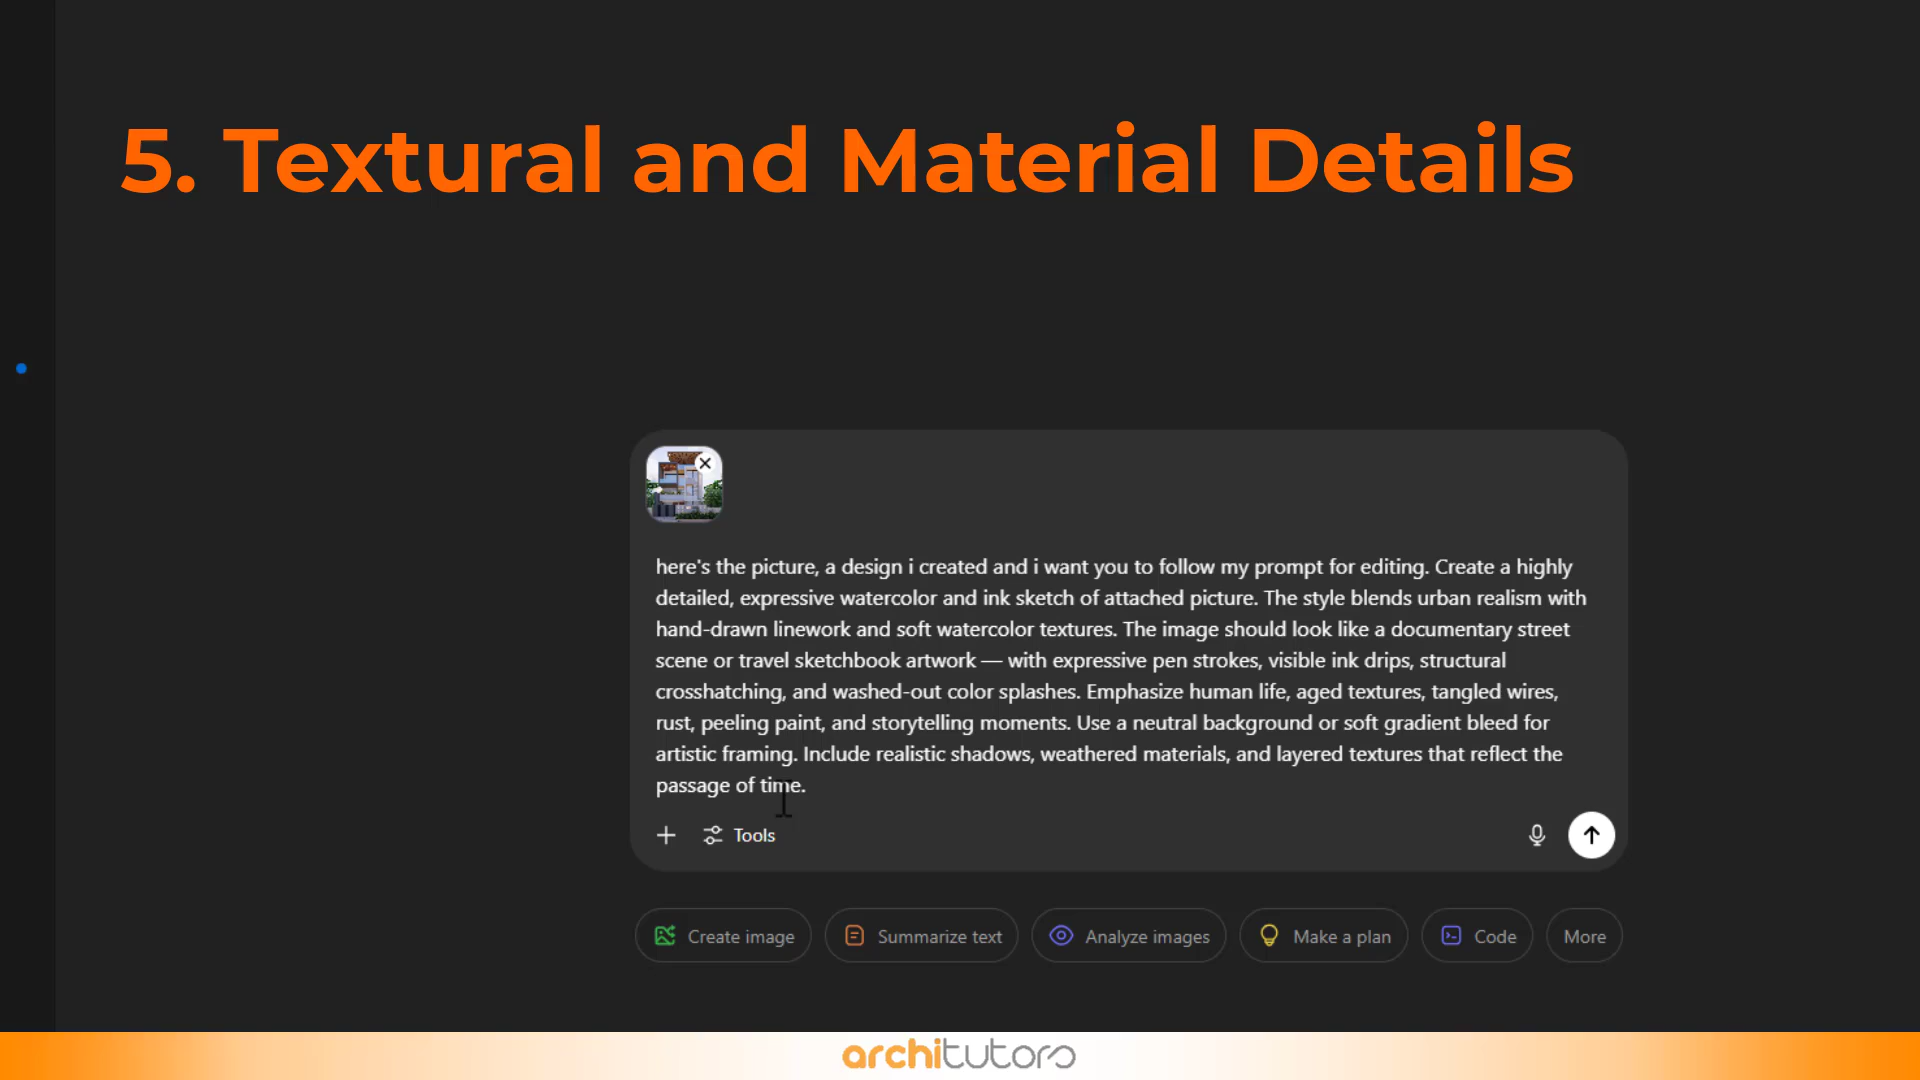 5. Textural and Material Details
here's the picture, a design i created and i want you to follow my prompt for editing. Create a highly
detailed, expressive watercolor and ink sketch of attached picture. The style blends urban realism with
hand-drawn linework and soft watercolor textures. The image should look like a documentary street
scene or travel sketchbook artwork — with expressive pen strokes, visible ink drips, structural
crosshatching, and washed-out color splashes. Emphasize human life, aged textures, tangled wires,
rust, peeling paint, and storytelling moments. Use a neutral background or soft gradient bleed for
artistic framing. Include realistic shadows, weathered materials, and layered textures that reflect the
passage of time.
Tools
Create image
Summarize text
Analyze images
Make a plan
Code
More
architutors